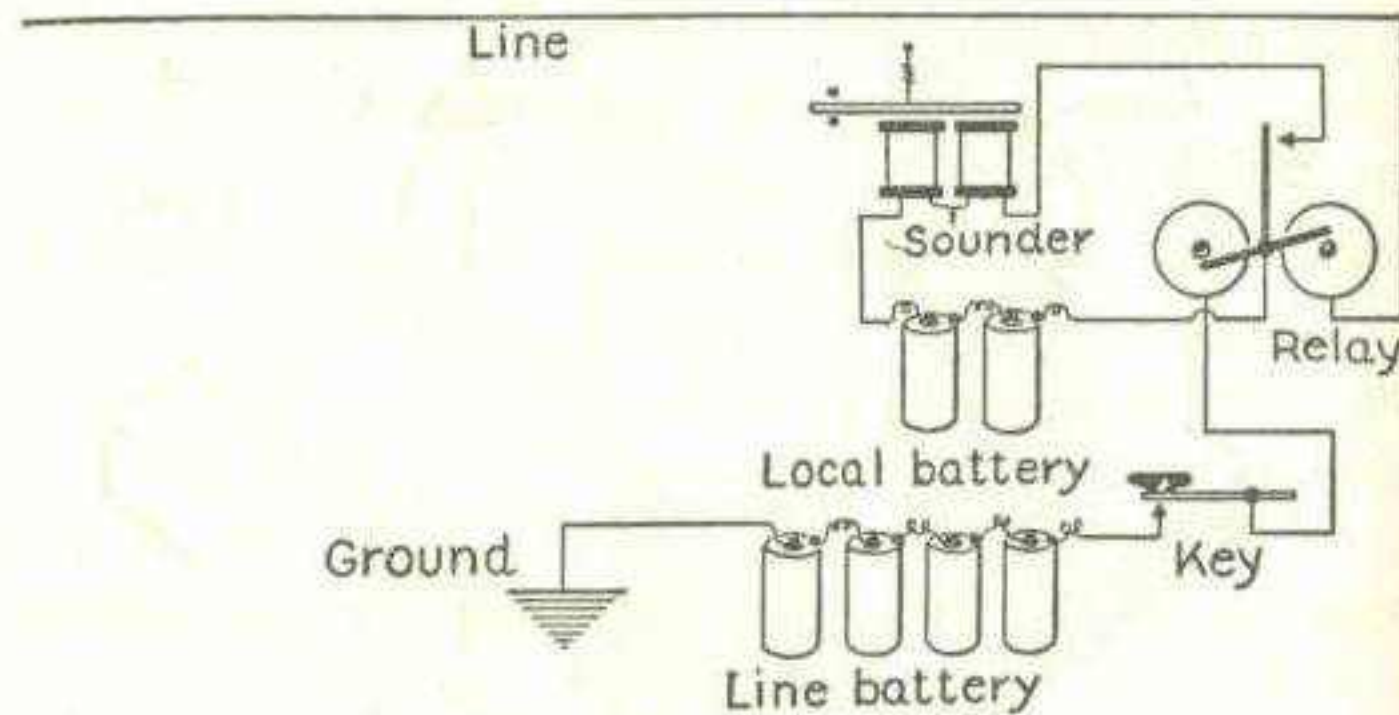 Line
Sounder
Relay
Local battery
Ground
Key
Line battery